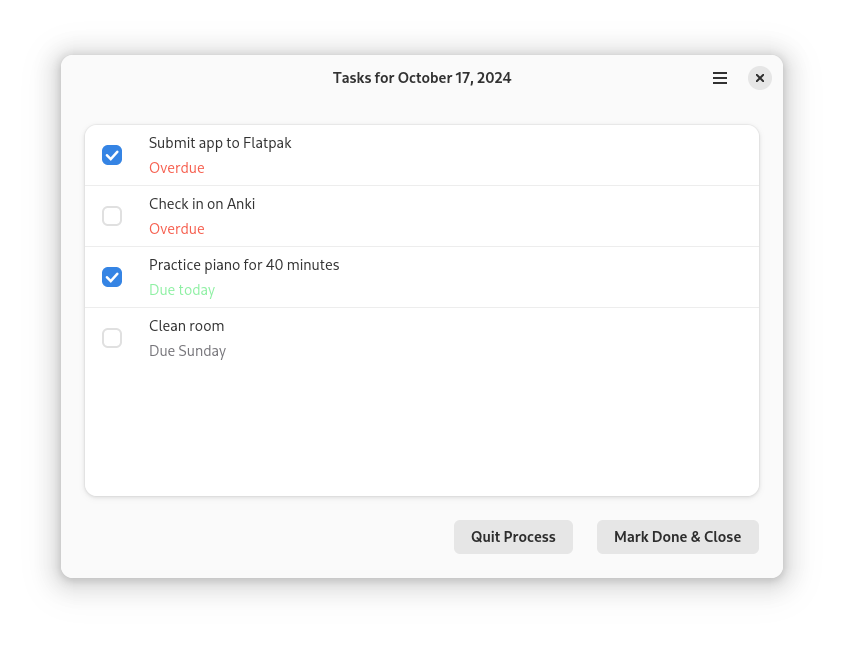 Tasks for October 17, 2024
Submit app to Flatpak
Overdue
Check in on Anki
Overdue
Practice piano for 40 minutes
Due today
Clean room
Due Sunday
Quit Process
Mark Done & Close